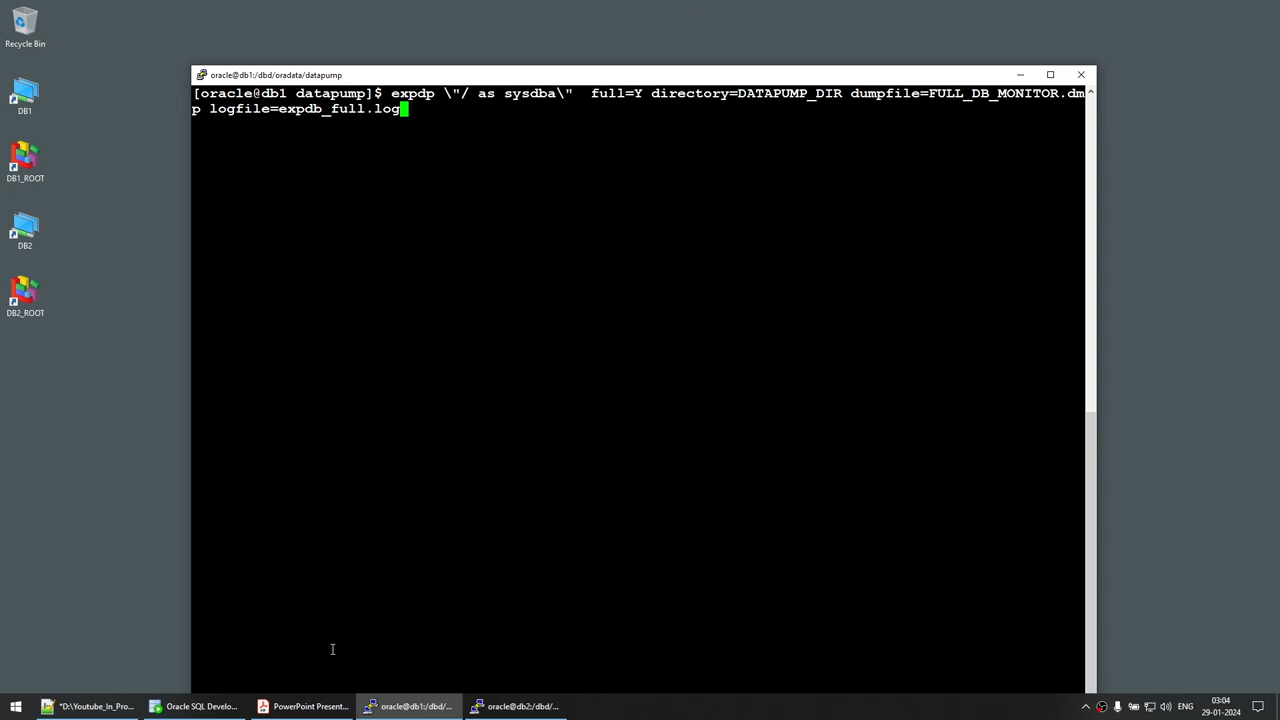 Recycle Bin
DB1
DB1_ROOT
DB2
DB2_ROOT
oracle@db1:/dbd/oradata/datapump
[oracle@db1 datapump]$ expdp \"/ as sysdba\"  full=Y directory=DATAPUMP_DIR dumpfile=FULL_DB_MONITOR.dm
p logfile=expdb_full.log
*D:\Youtube_In_Pro...
Oracle SQL Develo...
PowerPoint Present...
oracle@db1:/dbd/...
oracle@db2:/dbd/...
ENG
03:04
29-01-2024